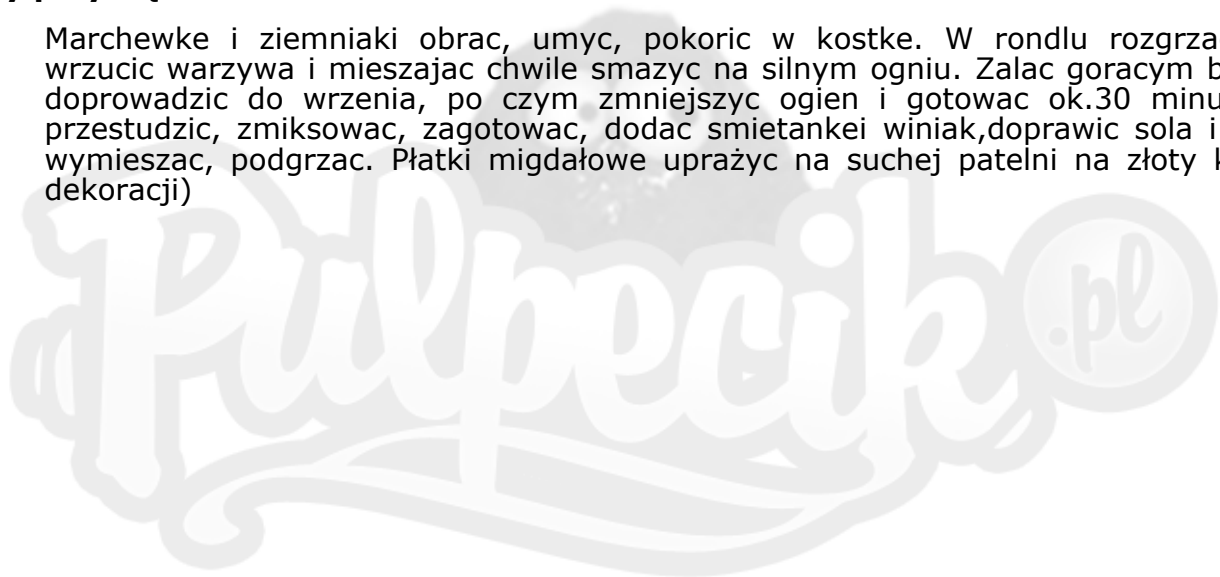 Marchewke i ziemniaki obrac, umyc, pokoric w kostke. W rondlu
wrzucic warzywa i mieszajac chwile smazyc na silnym ogniu. Zalac goracym
doprowadzic do wrzenia, po czym zmniejszyc ogien i gotowac ok.30
przestudzic, zmiksowac, zagotowac, dodac smietankei winiak,doprawic sola i
wymieszac, podgrzac. Płatki migdałowe uprażyc na suchej patelni na złoty
dekoracji)
Pulpecik.pl